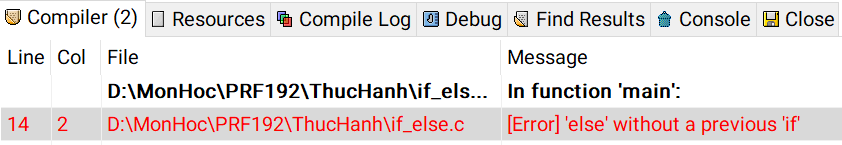 Compiler (2) Resources Compile Log Debug Find Results Console Close
Line Col File Message
D:\MonHoc\PRF192\ThucHanh\if_els... In function 'main':
14 2 D:\MonHoc\PRF192\ThucHanh\if_else.c [Error] 'else' without a previous 'if'